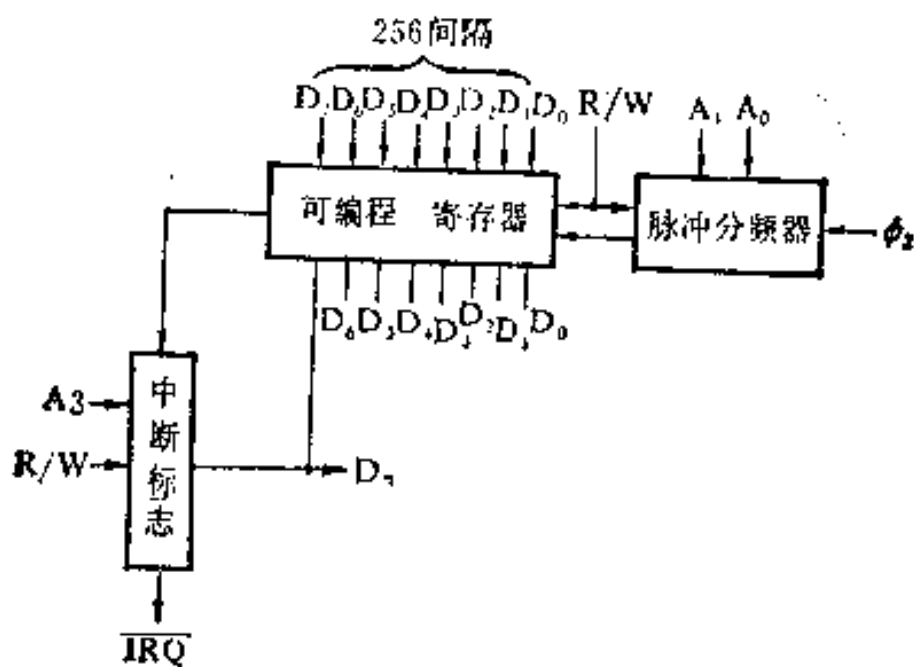 256间隔
D₇D₆D₅D₄D₃D₂D₁D₀ R/W A₁ A₀
可编程 寄存器
脉冲分频器
ϕ₂
D₆D₅D₄D₃D₂D₁D₀
中断标志
A3
R/W
D₇
I̅R̅Q̅